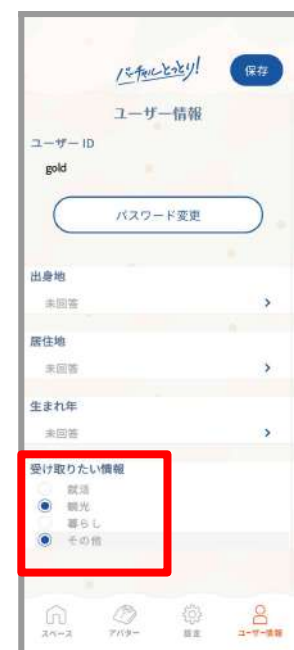 バーチャルとっとり!
保存
ユーザー情報
ユーザーID
gold
パスワード変更
出身地
未回答
居住地
未回答
生まれ年
未回答
受け取りたい情報
就活
観光
暮らし
その他
スペース
アバター
設定
ユーザー情報